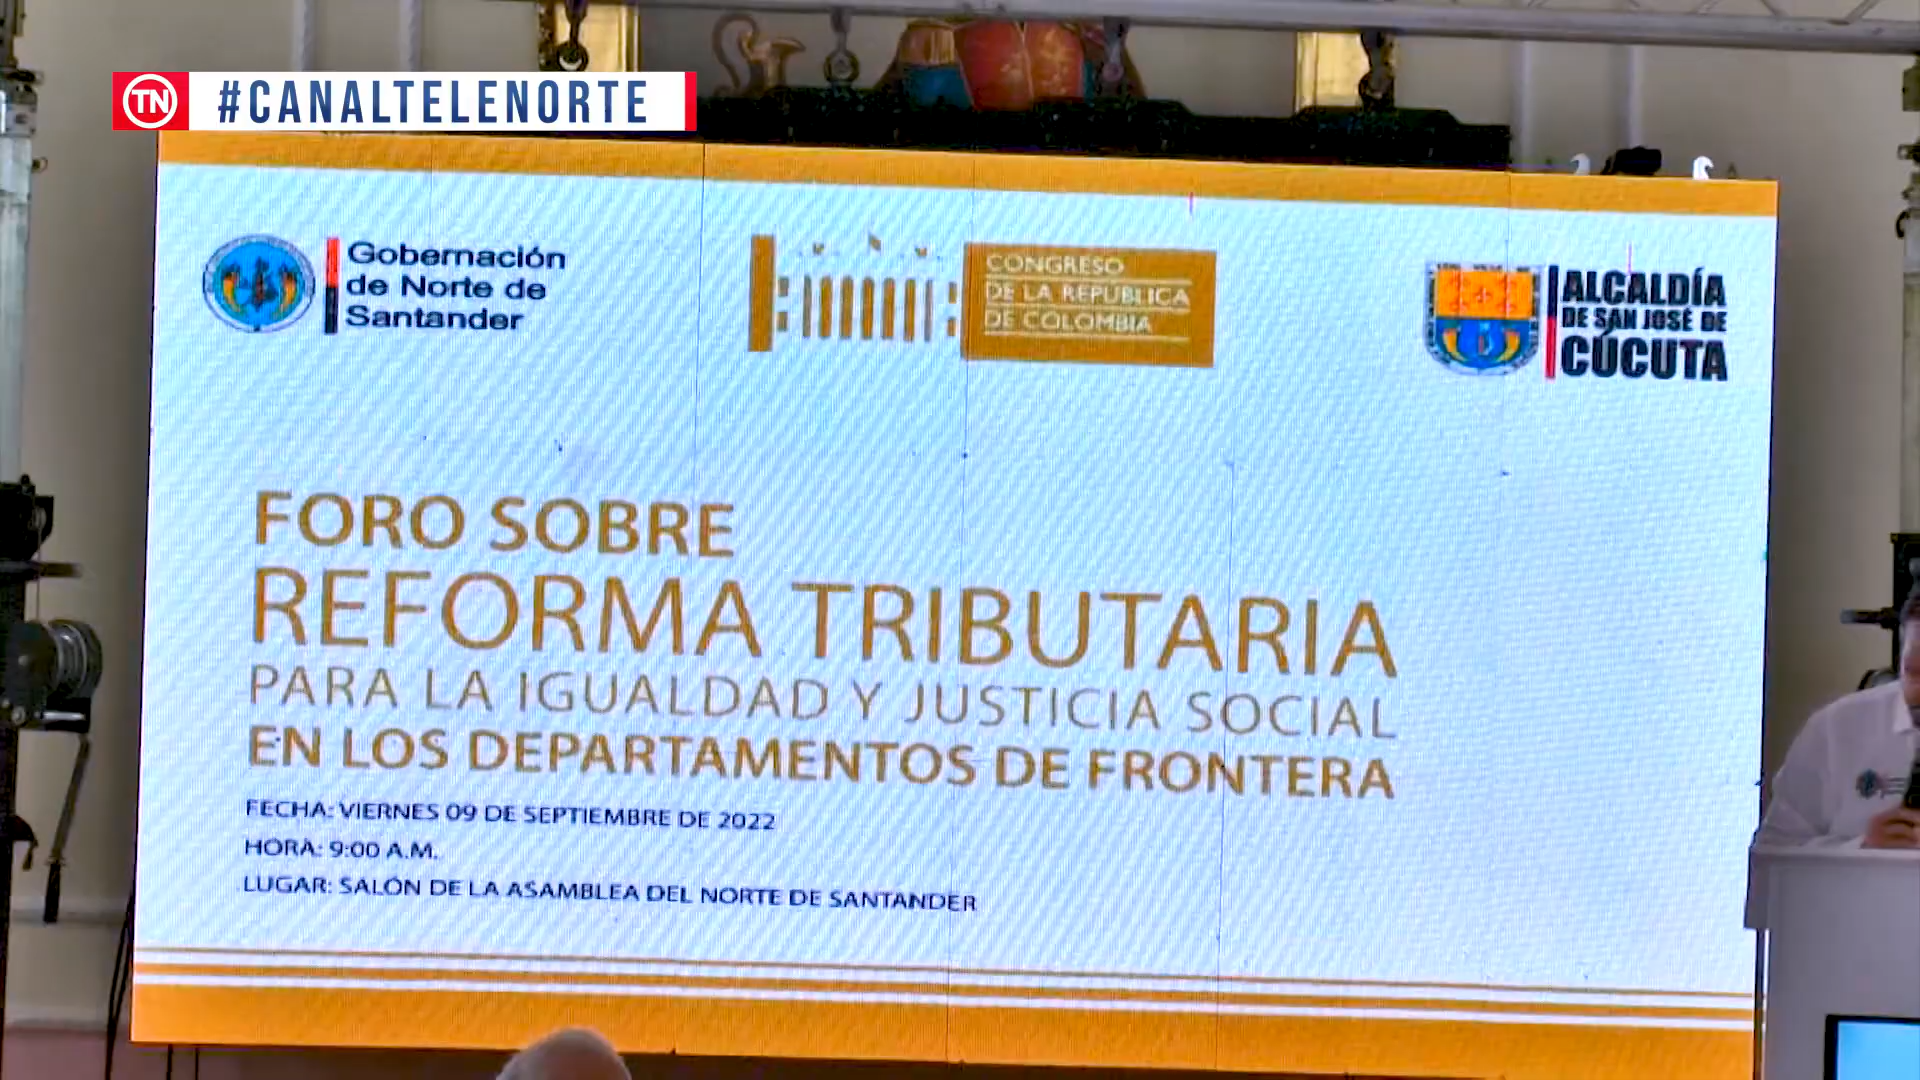 TN #CANALTELENORTE
Gobernación
de Norte de
Santander
CONGRESO
DE LA REPÚBLICA
DE COLOMBIA
ALCALDÍA
DE SAN JOSÉ DE
CÚCUTA
FORO SOBRE
REFORMA TRIBUTARIA
PARA LA IGUALDAD Y JUSTICIA SOCIAL
EN LOS DEPARTAMENTOS DE FRONTERA
FECHA: VIERNES 09 DE SEPTIEMBRE DE 2022
HORA: 9:00 A.M.
LUGAR: SALÓN DE LA ASAMBLEA DEL NORTE DE SANTANDER